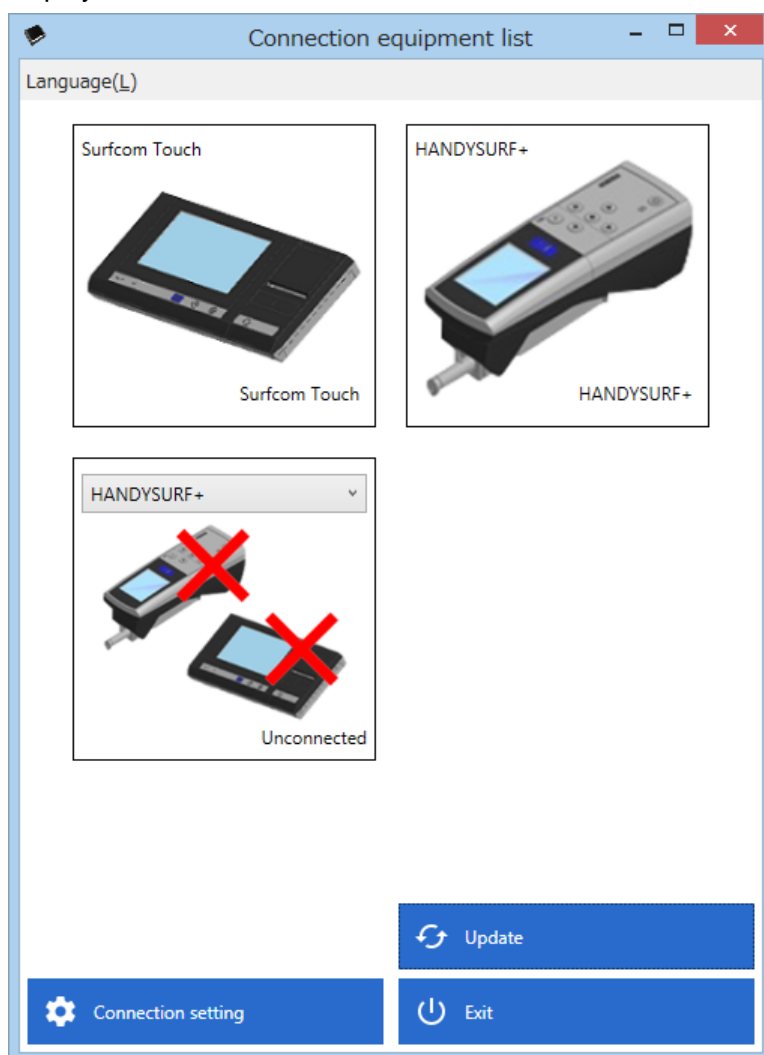 Connection equipment list
Language(L)
Surfcom Touch
HANDYSURF+
Surfcom Touch
HANDYSURF+
HANDYSURF+
Unconnected
Update
Connection setting
Exit